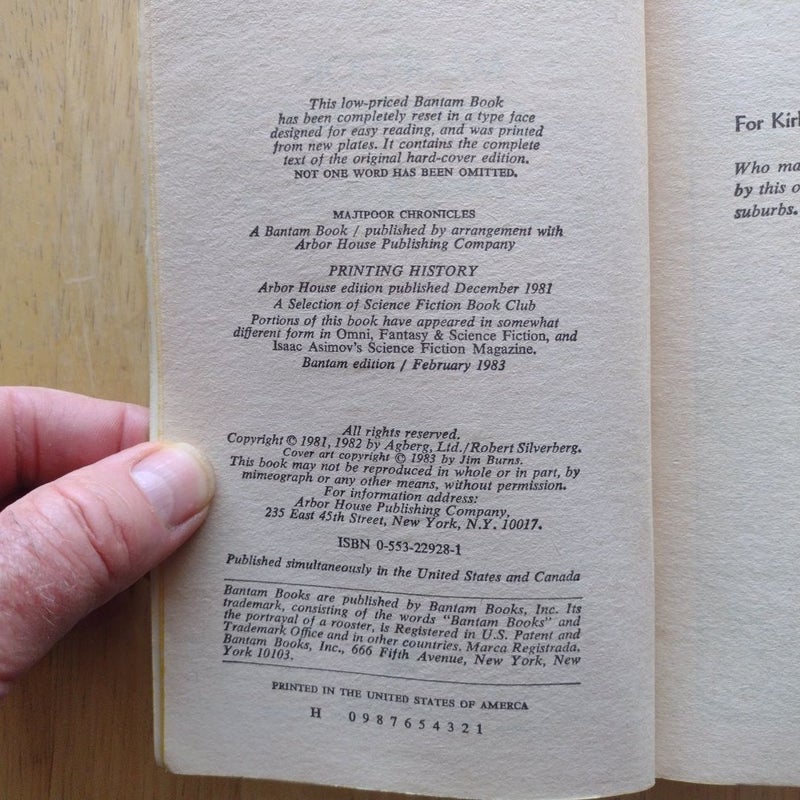 This low-priced Bantam Book
has been completely reset in a type face
designed for easy reading, and was printed
from new plates. It contains the complete
text of the original hard-cover edition.
NOT ONE WORD HAS BEEN OMITTED.
MAJIPOOR CHRONICLES
A Bantam Book / published by arrangement with
Arbor House Publishing Company
PRINTING HISTORY
Arbor House edition published December 1981
A Selection of Science Fiction Book Club
Portions of this book have appeared in somewhat
different form in Omni, Fantasy & Science Fiction, and
Isaac Asimov's Science Fiction Magazine.
Bantam edition / February 1983
All rights reserved.
Copyright © 1981, 1982 by Agberg, Ltd./Robert Silverberg.
Cover art copyright © 1983 by Jim Burns.
This book may not be reproduced in whole or in part, by
mimeograph or any other means, without permission.
For information address:
Arbor House Publishing Company,
235 East 45th Street, New York, N.Y. 10017.
ISBN 0-553-22928-1
Published simultaneously in the United States and Canada
Bantam Books are published by Bantam Books, Inc. Its
trademark, consisting of the words "Bantam Books" and
the portrayal of a rooster, is Registered in U.S. Patent and
Trademark Office and in other countries. Marca Registrada.
Bantam Books, Inc., 666 Fifth Avenue, New York, New
York 10103.
PRINTED IN THE UNITED STATES OF AMERCA
H 0 9 8 7 6 5 4 3 2 1
For
Who
by this
suburbs.